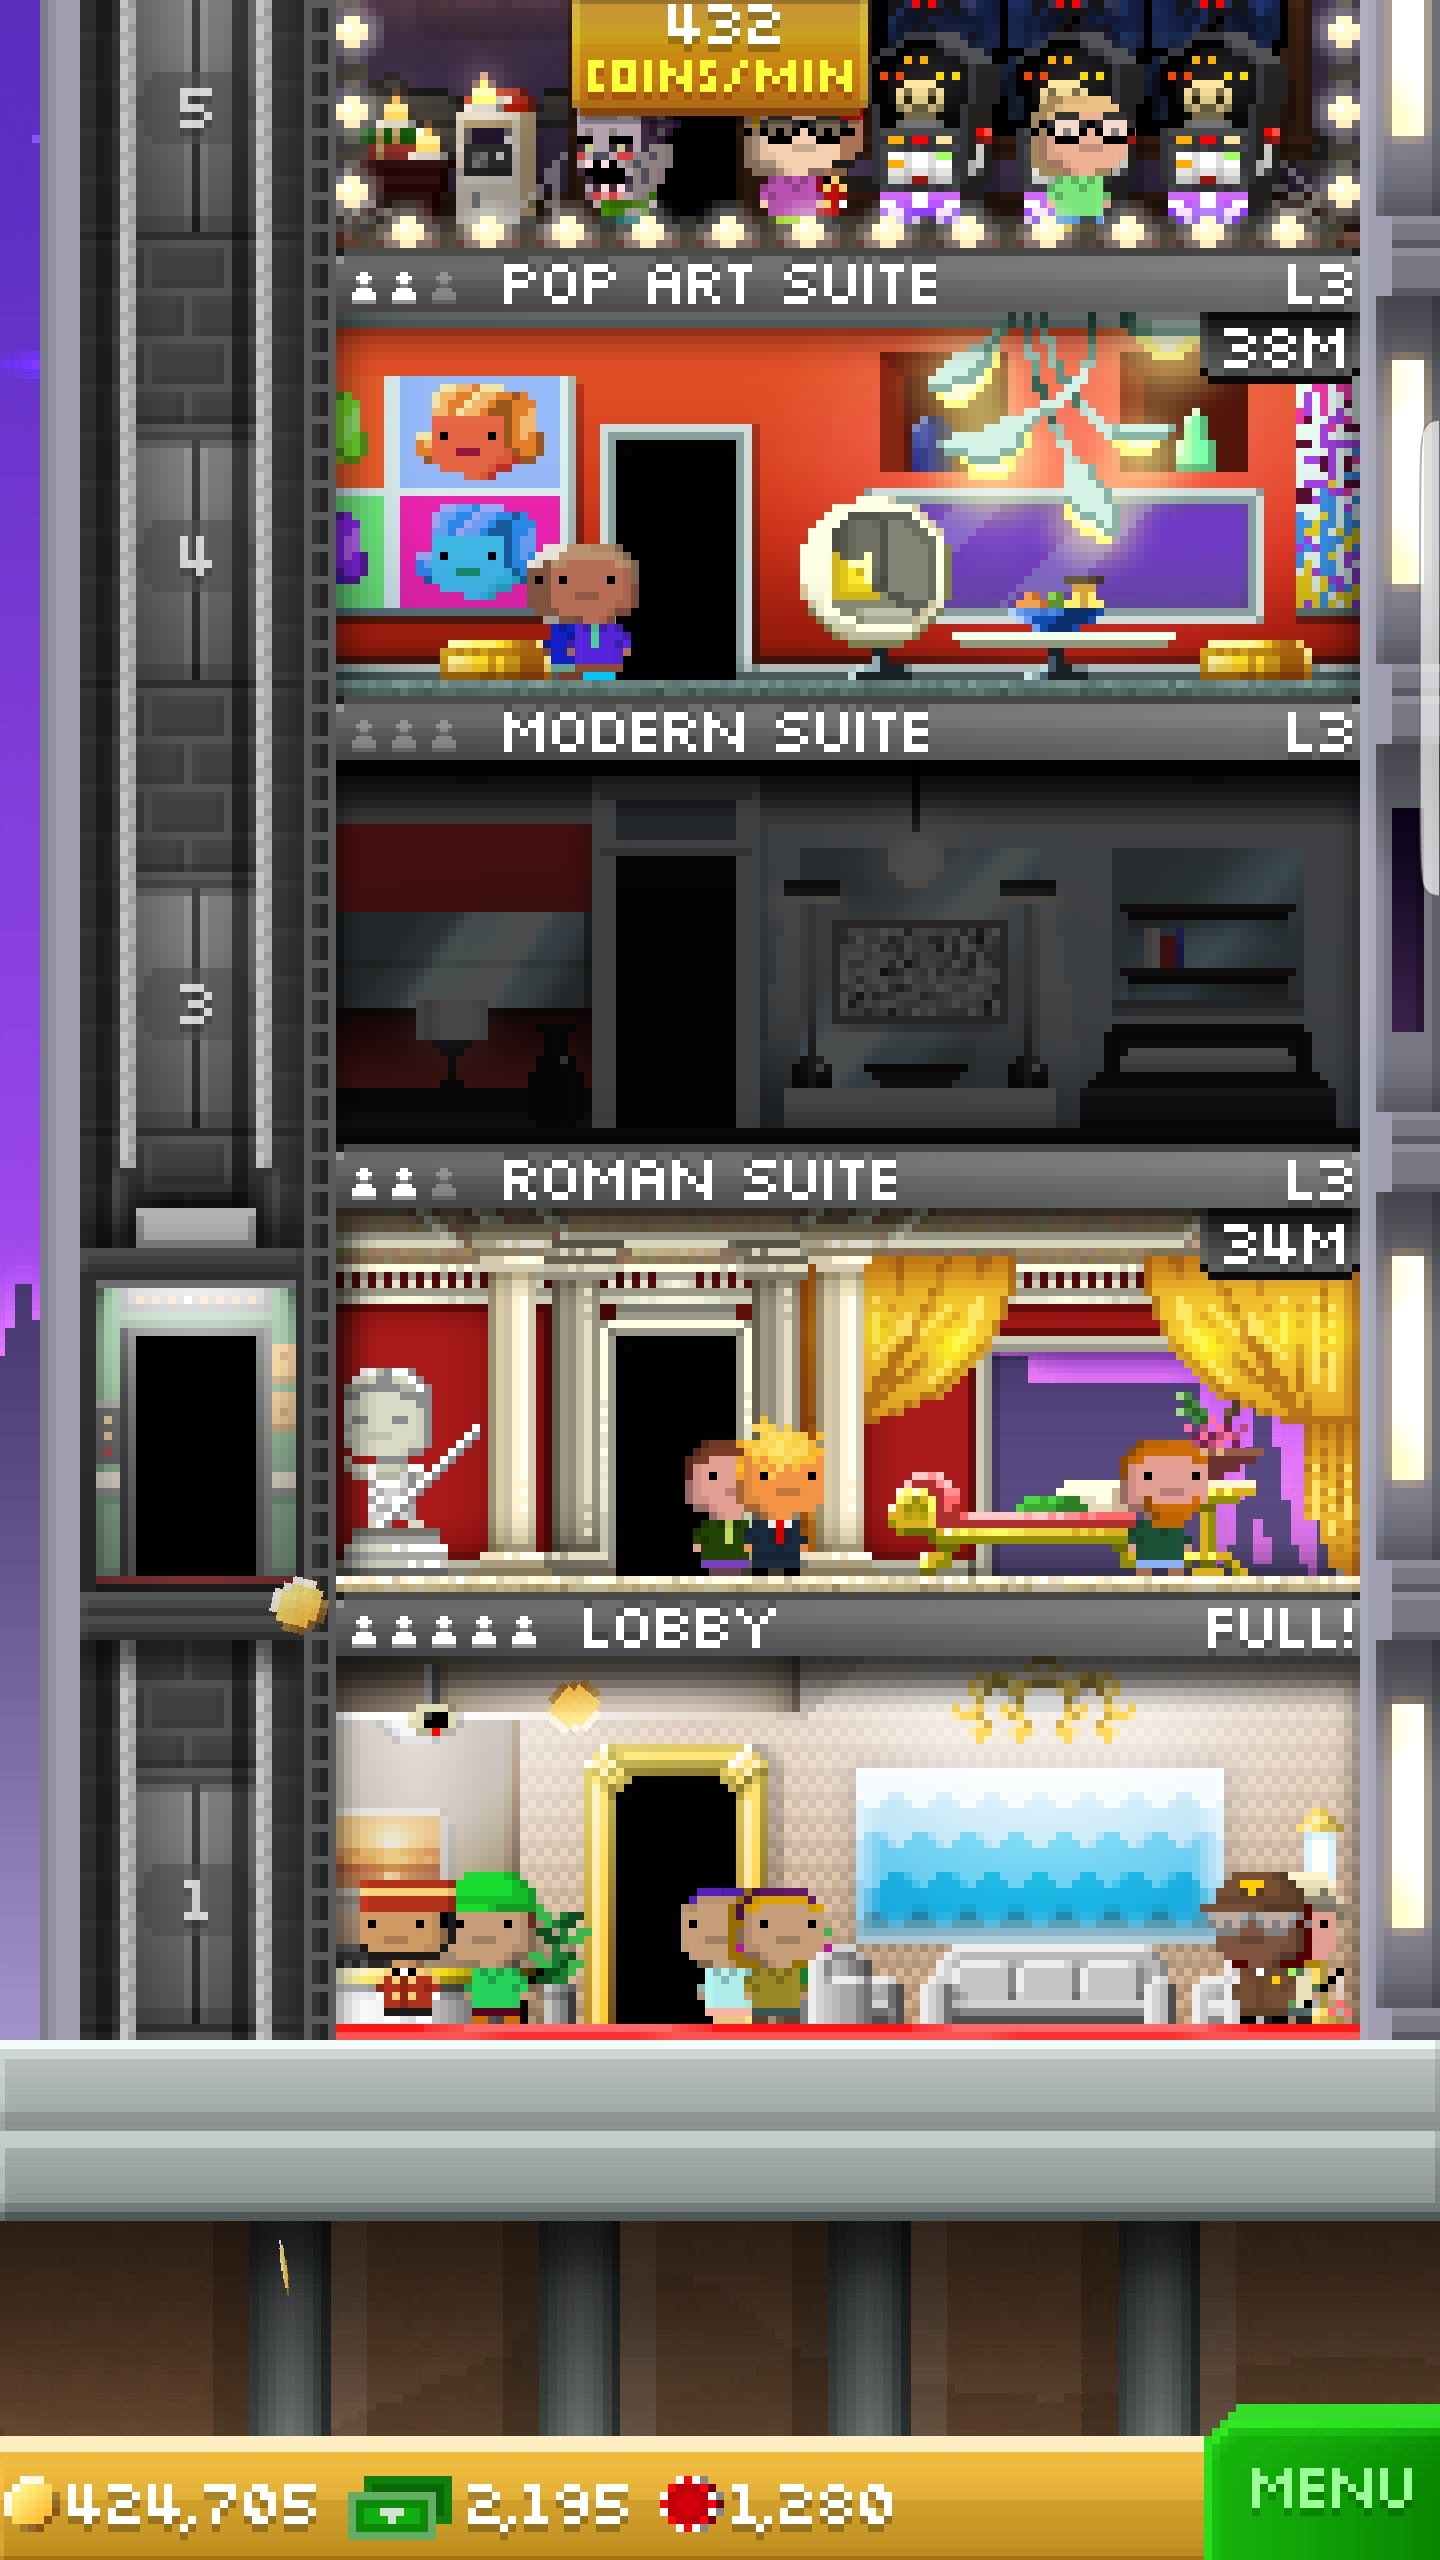 432
COINS/MIN
5
POP ART SUITE L3
38M
4
MODERN SUITE L3
3
ROMAN SUITE L3
34M
LOBBY FULL!
1
424,705 2,195 1,280
MENU